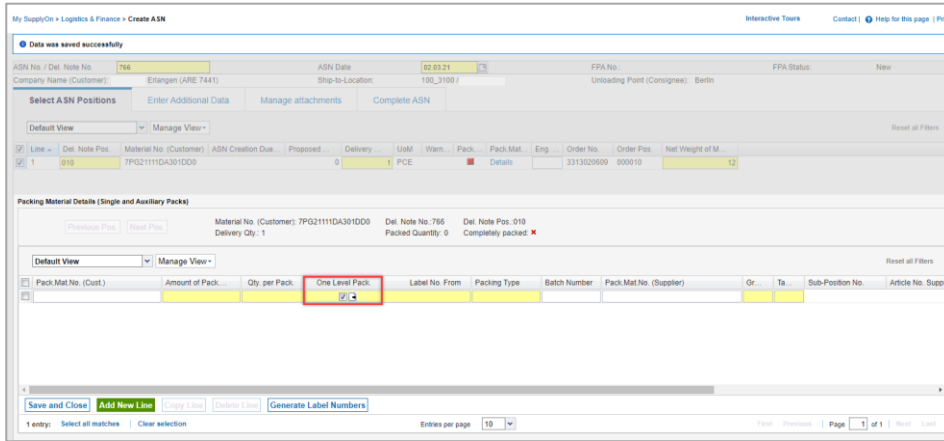 My SupplyOn > Logistics & Finance > Create ASN
Interactive Tours Contact | Help for this page | Pri
Data was saved successfully
ASN No. / Del. Note No. 766 ASN Date 02.03.21 FPA No.: FPA Status: New
Company Name (Customer): Erlangen (ARE 7441) Ship-to-Location: 100_3100 / Unloading Point (Consignee): Berlin
Select ASN Positions Enter Additional Data Manage attachments Complete ASN
Default View Manage View Reset all Filters
Line Del. Note Pos. Material No. (Customer) ASN Creation Due... Proposed ... Delivery ... UoM Warn... Pack... Pack.Mat... Eng. ... Order No. Order Pos. Net Weight of M...
1 010 7PG21111DA301DD0 0 1 PCE Details 3313020609 000010 12
Packing Material Details (Single and Auxiliary Packs)
Previous Pos. Next Pos. Material No. (Customer): 7PG21111DA301DD0 Del. Note No.:766 Del. Note Pos.:010
Delivery Qty.: 1 Packed Quantity: 0 Completely packed:
Default View Manage View Reset all Filters
Pack.Mat.No. (Cust.) Amount of Pack.... Qty. per Pack. One Level Pack. Label No. From Packing Type Batch Number Pack.Mat.No. (Supplier) Gr... Ta... Sub-Position No. Article No. Supp
Save and Close Add New Line Copy Line Delete Line Generate Label Numbers
1 entry: Select all matches | Clear selection Entries per page 10 First Previous | Page 1 of 1 | Next Last